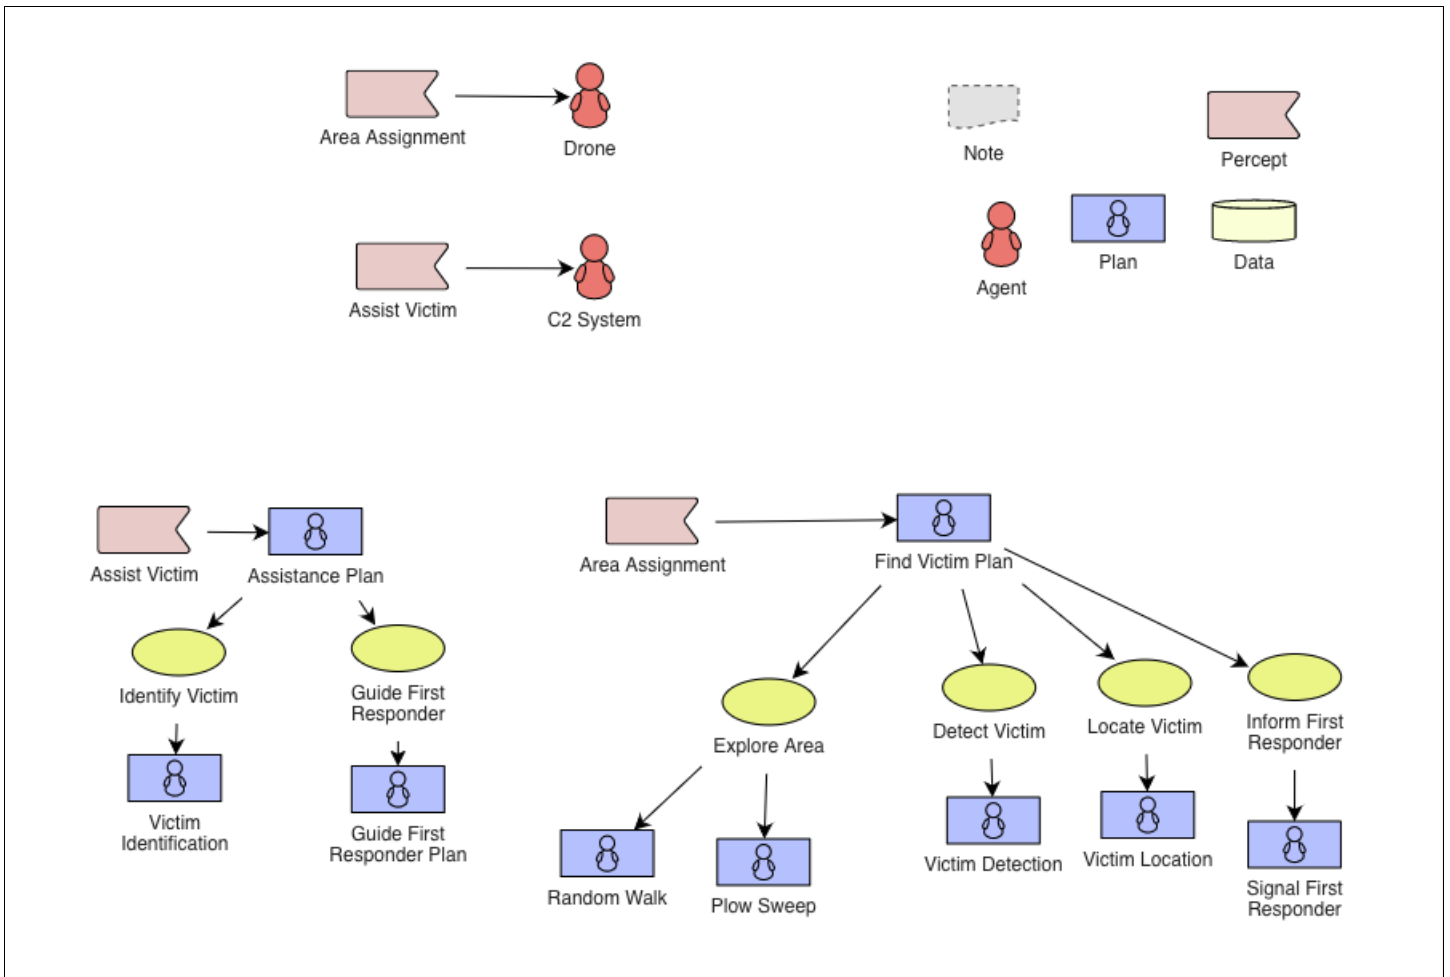 Area Assignment
Drone
Note
Percept
Assist Victim
C2 System
Agent
Plan
Data
Assist Victim
Assistance Plan
Area Assignment
Find Victim Plan
Identify Victim
Guide First
Responder
Explore Area
Detect Victim
Locate Victim
Inform First
Responder
Victim
Identification
Guide First
Responder Plan
Random Walk
Plow Sweep
Victim Detection
Victim Location
Signal First
Responder